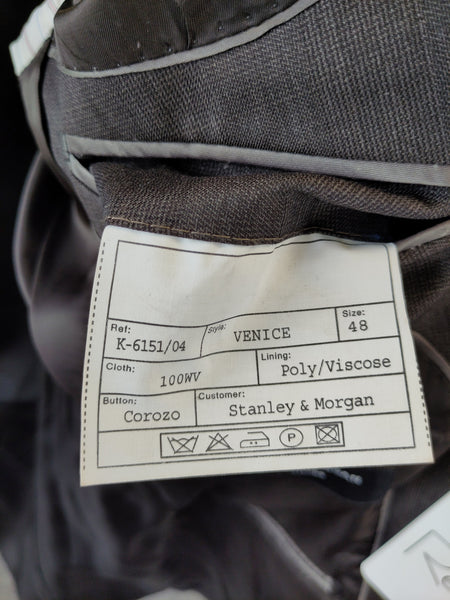 Ref: K-6151/04 Style: VENICE Size: 48
Cloth: 100WV Lining: Poly/Viscose
Button: Corozo Customer: Stanley & Morgan
P